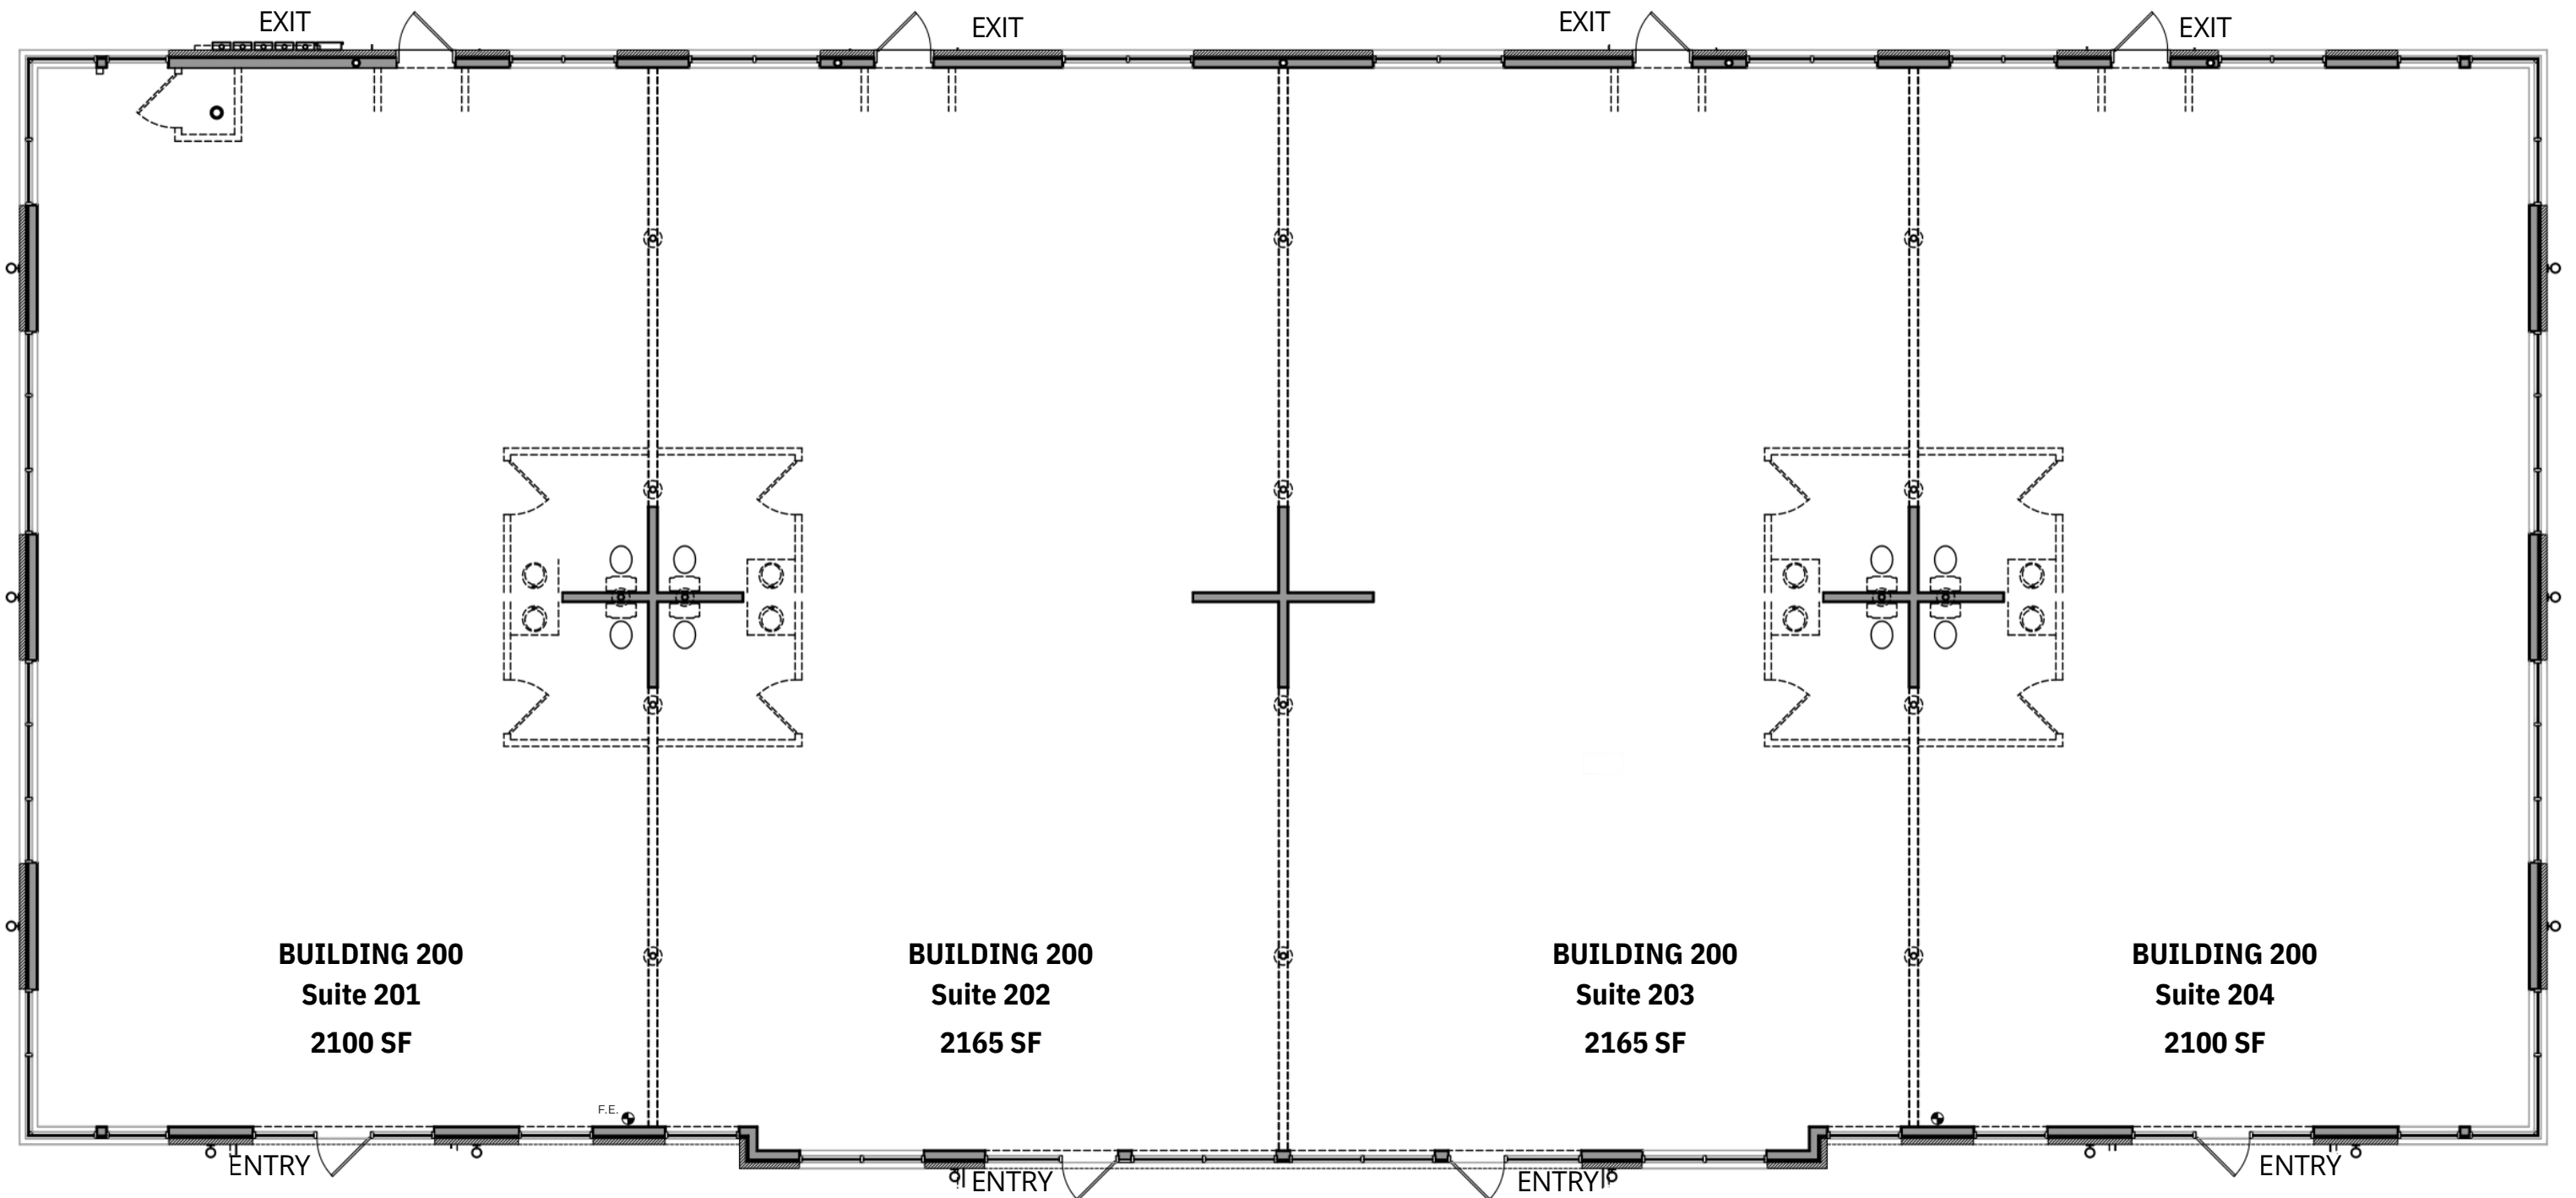 EXIT
EXIT
EXIT
EXIT
BUILDING 200
Suite 201
2100 SF
BUILDING 200
Suite 202
2165 SF
BUILDING 200
Suite 203
2165 SF
BUILDING 200
Suite 204
2100 SF
F.E.
ENTRY
ENTRY
ENTRY
ENTRY